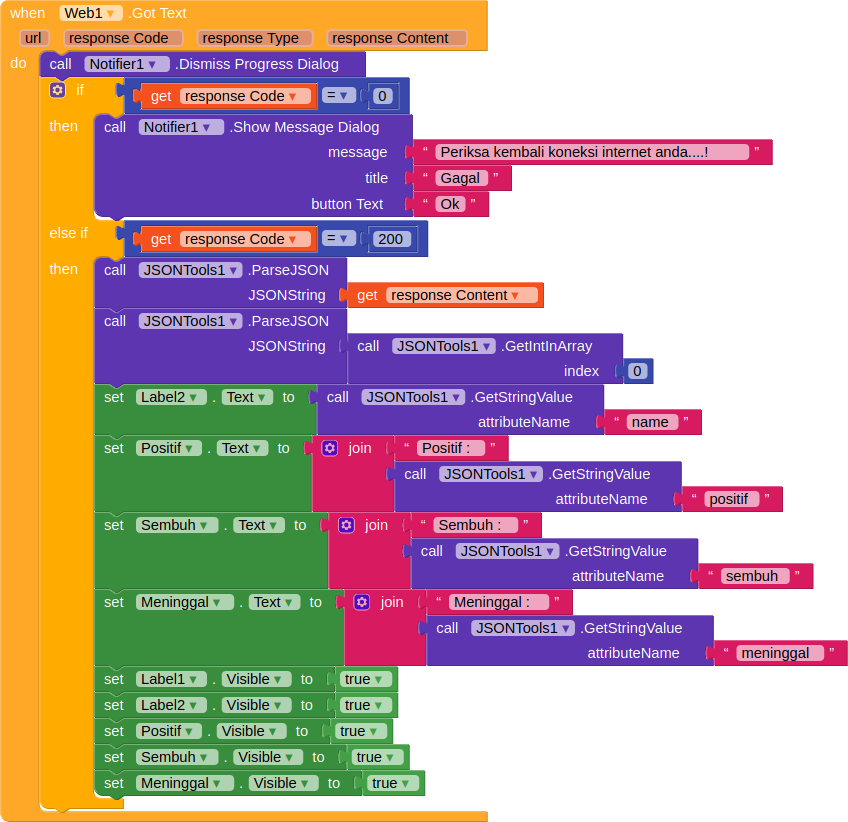 when Web1 .Got Text
url response Code response Type response Content
do call Notifier1 .Dismiss Progress Dialog
if get response Code = 0
then call Notifier1 .Show Message Dialog
message “ Periksa kembali koneksi internet anda....! ”
title “ Gagal ”
button Text “ Ok ”
else if get response Code = 200
then call JSONTools1 .ParseJSON
JSONString get response Content
call JSONTools1 .ParseJSON
JSONString call JSONTools1 .GetIntInArray
index 0
set Label2 . Text to call JSONTools1 .GetStringValue
attributeName “ name ”
set Positif . Text to join “ Positif : ”
call JSONTools1 .GetStringValue
attributeName “ positif ”
set Sembuh . Text to join “ Sembuh : ”
call JSONTools1 .GetStringValue
attributeName “ sembuh ”
set Meninggal . Text to join “ Meninggal : ”
call JSONTools1 .GetStringValue
attributeName “ meninggal ”
set Label1 . Visible to true
set Label2 . Visible to true
set Positif . Visible to true
set Sembuh . Visible to true
set Meninggal . Visible to true